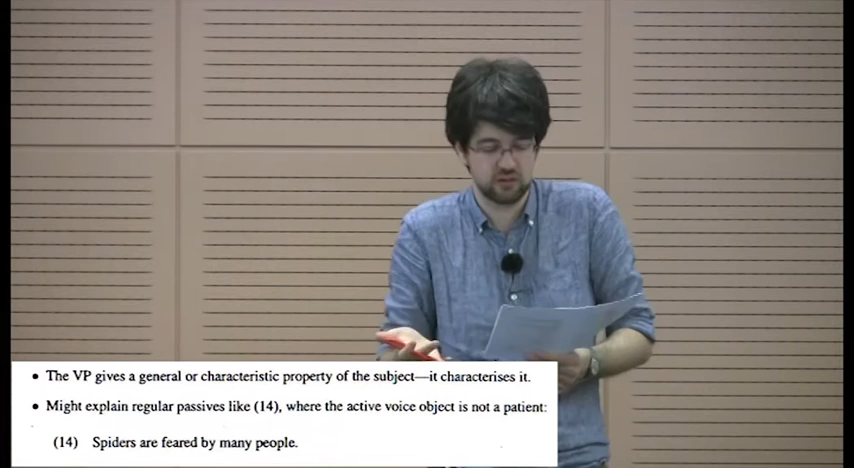 • The VP gives a general or characteristic property of the subject—it characterises it.
• Might explain regular passives like (14), where the active voice object is not a patient:
(14) Spiders are feared by many people.